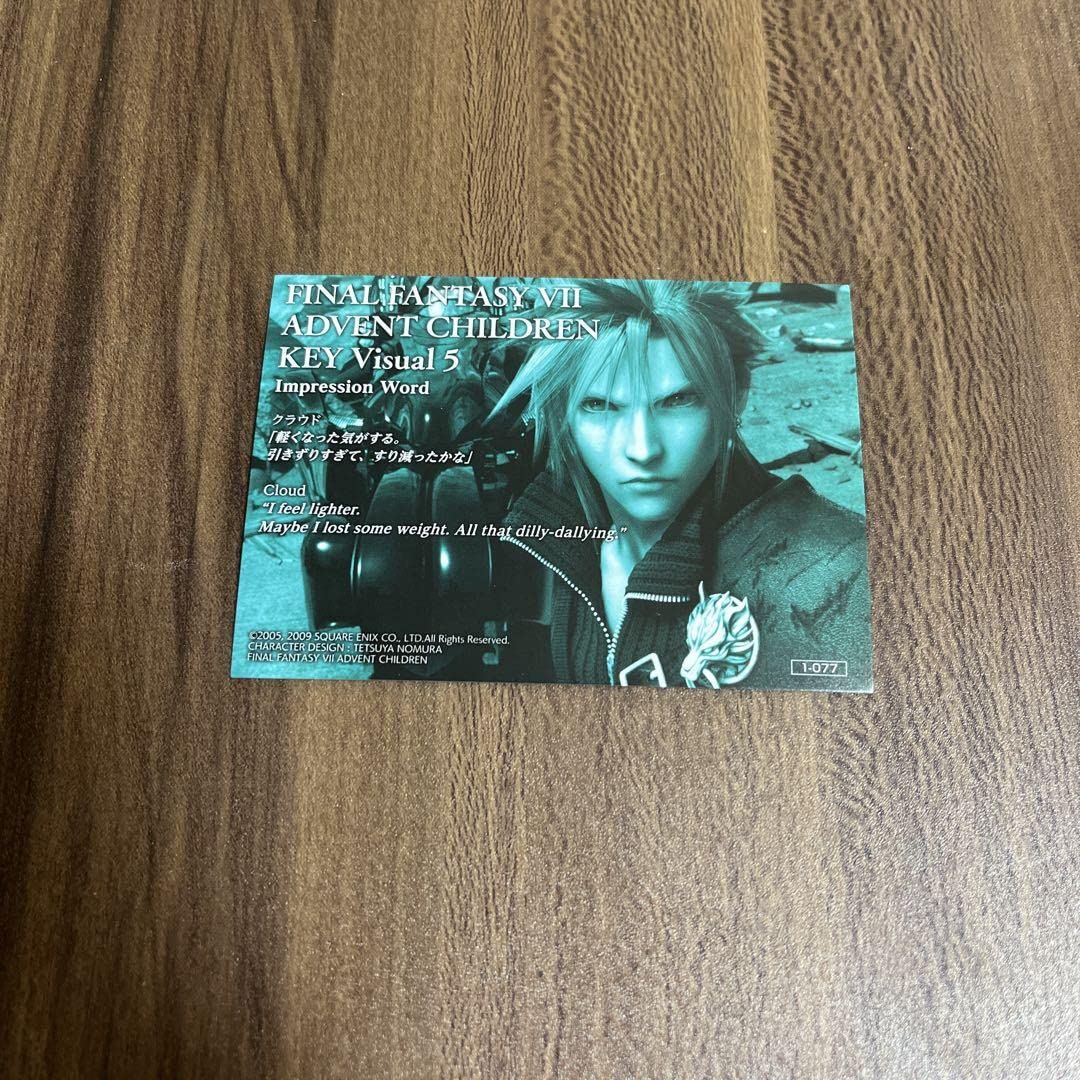 FINAL FANTASY VII
ADVENT CHILDREN
KEY Visual 5
Impression Word
クラウド
「軽くなった気がする。
引きずりすぎて、すり減ったかな」
Cloud
“I feel lighter.
Maybe I lost some weight. All that dilly-dallying.”
©2005, 2009 SQUARE ENIX CO., LTD.All Rights Reserved.
CHARACTER DESIGN : TETSUYA NOMURA
FINAL FANTASY VII ADVENT CHILDREN
1-077